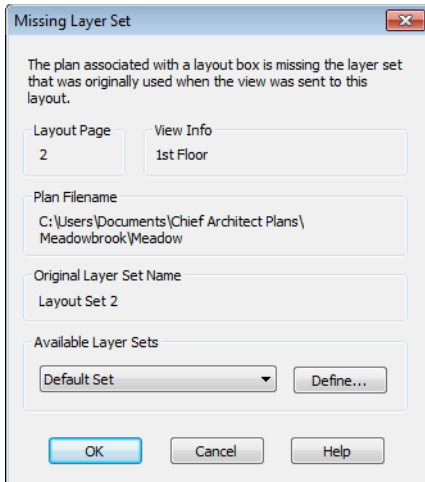 Missing Layer Set
The plan associated with a layout box is missing the layer set
that was originally used when the view was sent to this
layout.
Layout Page
2
View Info
1st Floor
Plan Filename
C:\Users\Documents\Chief Architect Plans\
Meadowbrook\Meadow
Original Layer Set Name
Layout Set 2
Available Layer Sets
Default Set
Define...
OK
Cancel
Help